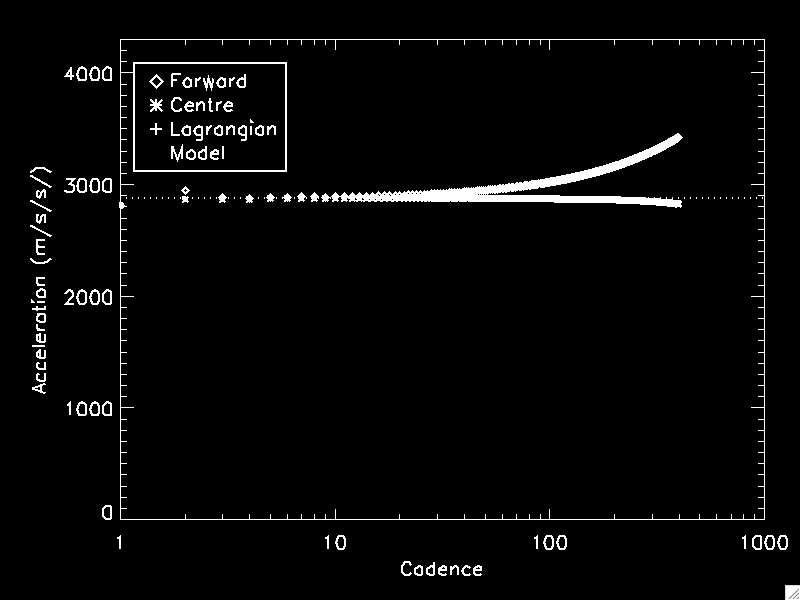 4000
Forward
Centre
Lagrangian
Model
3000
2000
1000
0
Acceleration (m/s/s/)
1 10 100 1000
Cadence